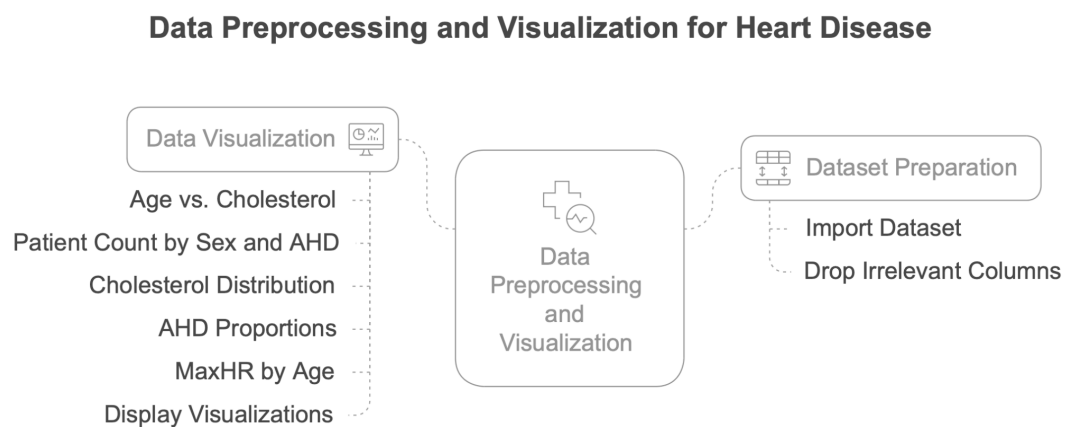 Data Preprocessing and Visualization for Heart Disease
Data Visualization
Age vs. Cholesterol
Patient Count by Sex and AHD
Cholesterol Distribution
AHD Proportions
MaxHR by Age
Display Visualizations
Data
Preprocessing
and
Visualization
Dataset Preparation
Import Dataset
Drop Irrelevant Columns